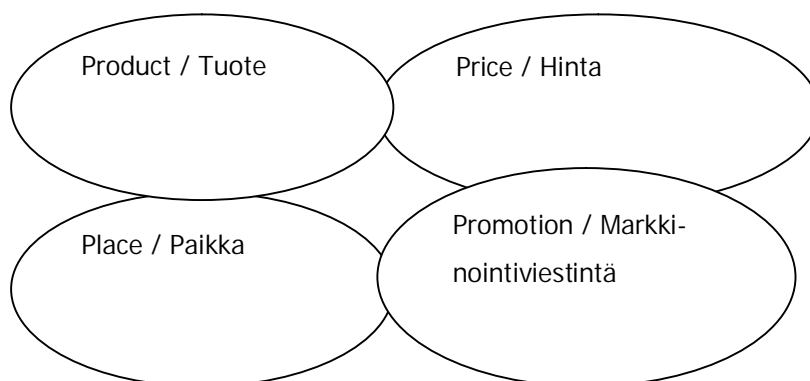 Product / Tuote
Price / Hinta
Place / Paikka
Promotion / Markki-
nointiviestintä